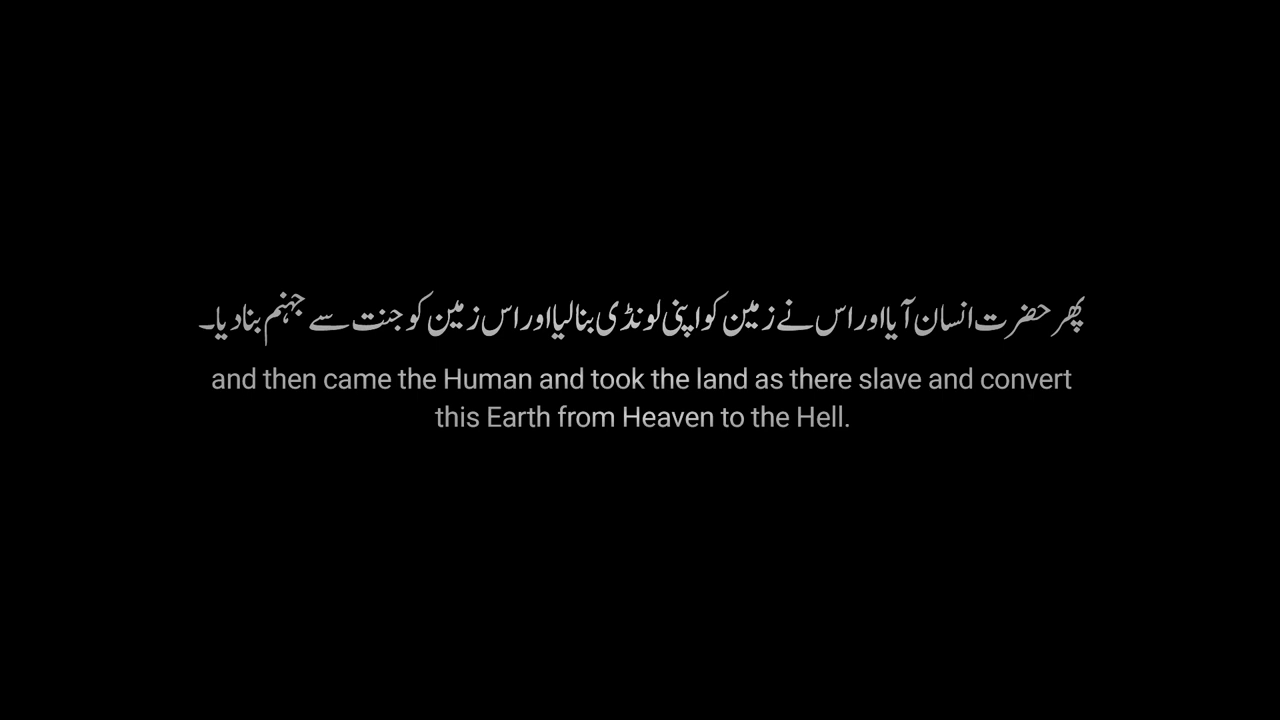 پھر حضرت انسان آیا اور اس نے زمین کو اپنی لونڈی بنا لیا اور اس زمین کو جنت سے جہنم بنا دیا۔
and then came the Human and took the land as there slave and convert
this Earth from Heaven to the Hell.